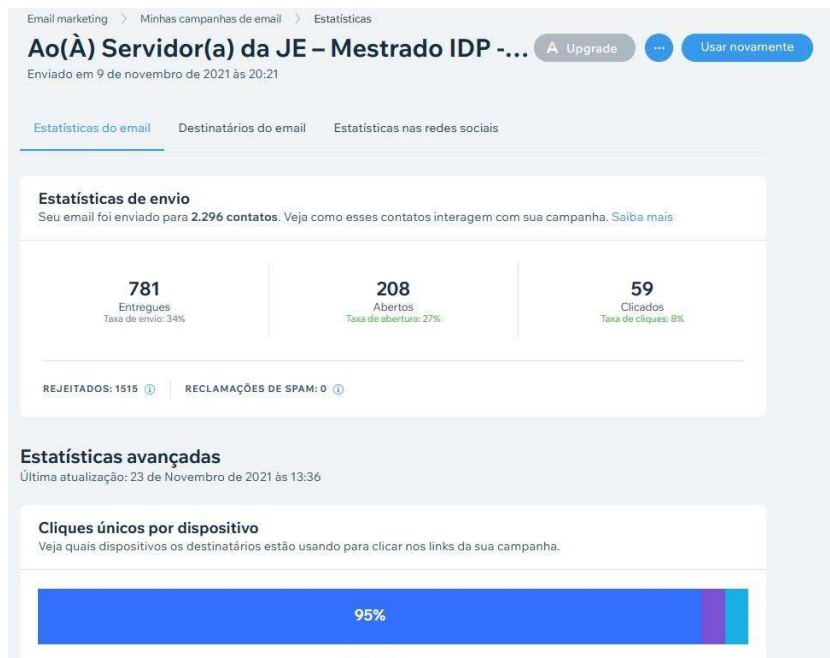 Email marketing > Minhas campanhas de email > Estatísticas
Ao(À) Servidor(a) da JE – Mestrado IDP -... A Upgrade ... Usar novamente
Enviado em 9 de novembro de 2021 às 20:21
Estatísticas do email Destinatários do email Estatísticas nas redes sociais
Estatísticas de envio
Seu email foi enviado para 2.296 contatos. Veja como esses contatos interagem com sua campanha. Saiba mais
781 208 59
Entregues Abertos Clicados
Taxa de envio: 34% Taxa de abertura: 27% Taxa de cliques: 8%
REJEITADOS: 1515 RECLAMAÇÕES DE SPAM: 0
Estatísticas avançadas
Última atualização: 23 de Novembro de 2021 às 13:36
Cliques únicos por dispositivo
Veja quais dispositivos os destinatários estão usando para clicar nos links da sua campanha.
95%